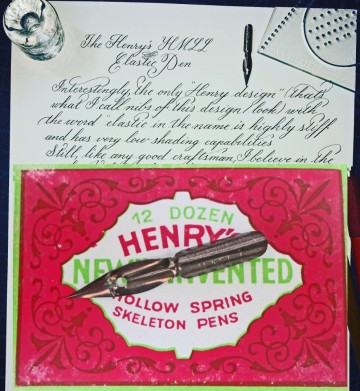 The Henry's
Elastic Pen
Interestingly, the only "Henry design" (that's
what I call nibs of this design/look) with
the word "elastic in the name is highly stiff
and has very low shading capabilities.
Still, like any good craftsman, I believe in the
12 DOZEN
HENRY'S
INVENTED
HOLLOW SPRING
SKELETON PENS